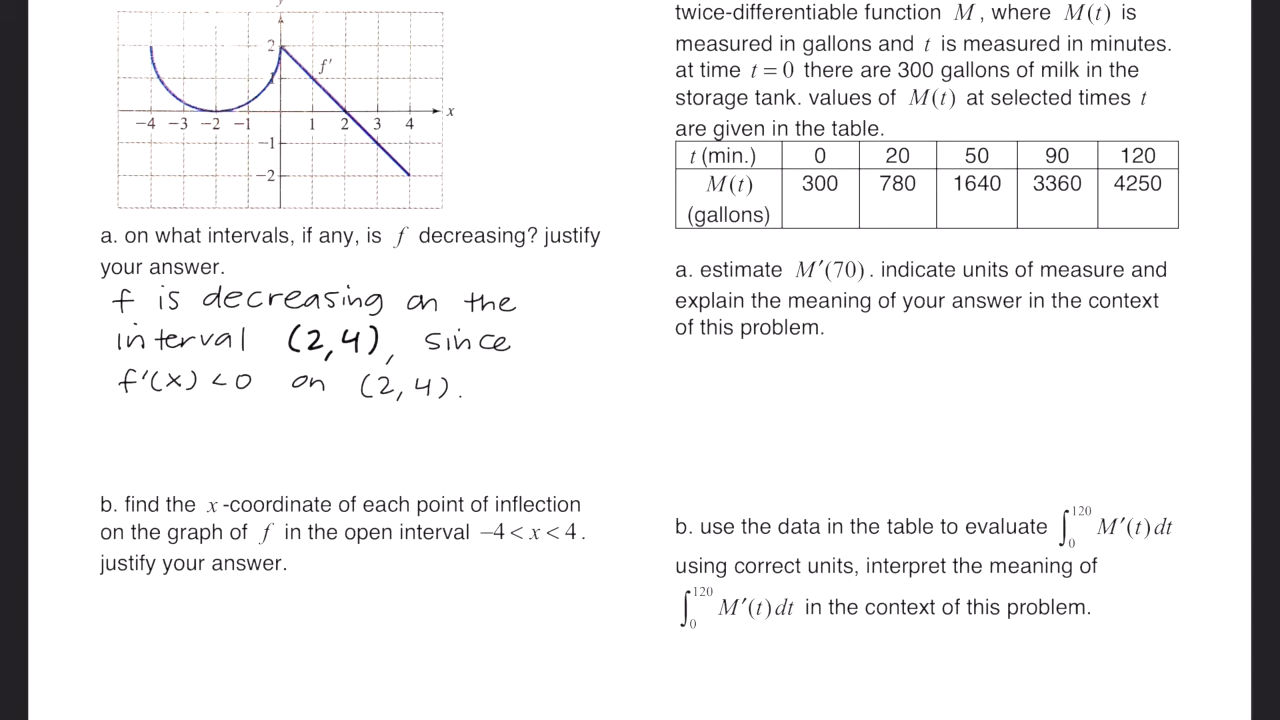 y
2
f'
1
x
−4 −3 −2 −1 1 2 3 4
−1
−2
a. on what intervals, if any, is f decreasing? justify
your answer.
f is decreasing on the
interval (2,4), since
f'(x) <0 on (2,4).
b. find the x-coordinate of each point of inflection
on the graph of f in the open interval −4 < x < 4.
justify your answer.
twice-differentiable function M, where M(t) is
measured in gallons and t is measured in minutes.
at time t = 0 there are 300 gallons of milk in the
storage tank. values of M(t) at selected times t
are given in the table.
t (min.) 0 20 50 90 120
M(t) 300 780 1640 3360 4250
(gallons)
a. estimate M′(70). indicate units of measure and
explain the meaning of your answer in the context
of this problem.
b. use the data in the table to evaluate ∫₀¹²⁰ M′(t)dt
using correct units, interpret the meaning of
∫₀¹²⁰ M′(t)dt in the context of this problem.